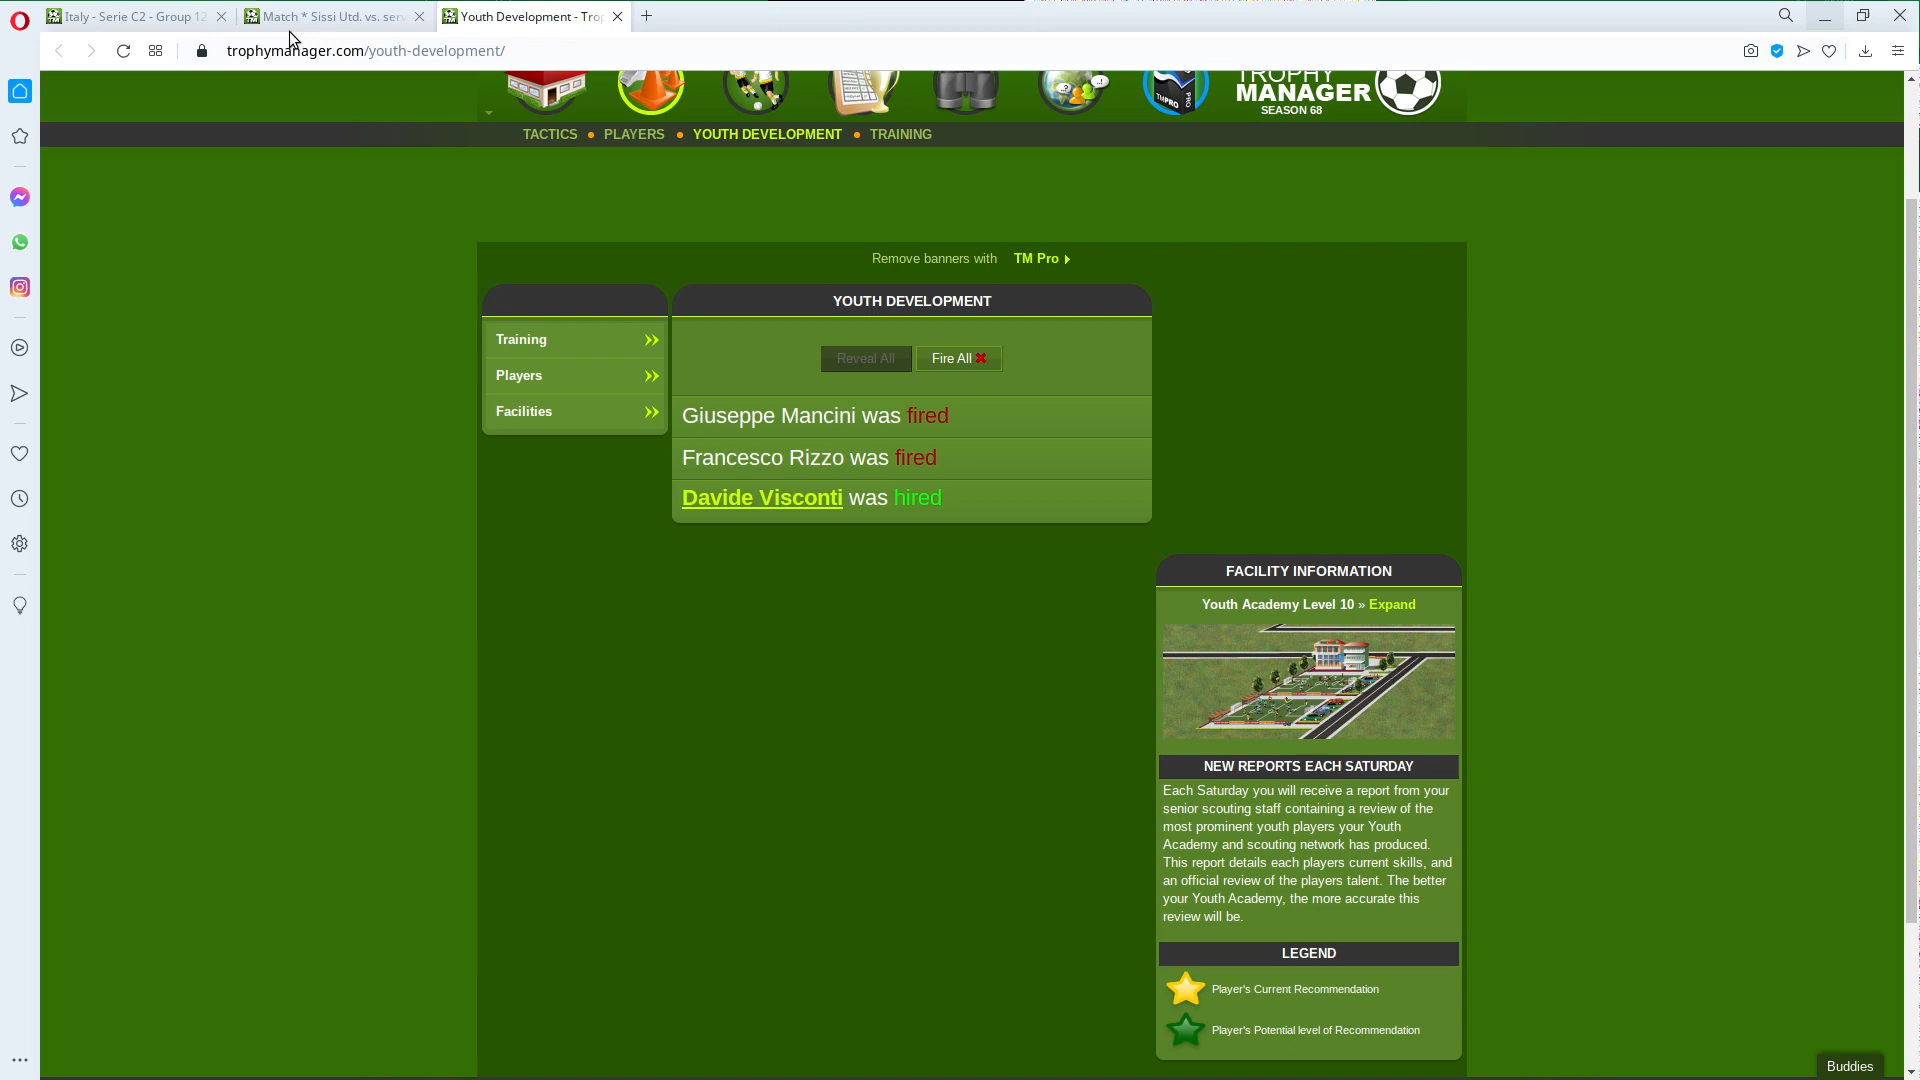 Italy - Serie C2 - Group 12
Match * Sissi Utd. vs. serv
Youth Development - Trop
trophymanager.com/youth-development/
TROPHY
MANAGER
SEASON 68
TACTICS
PLAYERS
YOUTH DEVELOPMENT
TRAINING
Remove banners with TM Pro
YOUTH DEVELOPMENT
Training
Players
Facilities
Reveal All
Fire All
Giuseppe Mancini was fired
Francesco Rizzo was fired
Davide Visconti was hired
FACILITY INFORMATION
Youth Academy Level 10 » Expand
NEW REPORTS EACH SATURDAY
Each Saturday you will receive a report from your
senior scouting staff containing a review of the
most prominent youth players your Youth
Academy and scouting network has produced.
This report details each players current skills, and
an official review of the players talent. The better
your Youth Academy, the more accurate this
review will be.
LEGEND
Player's Current Recommendation
Player's Potential level of Recommendation
Buddies